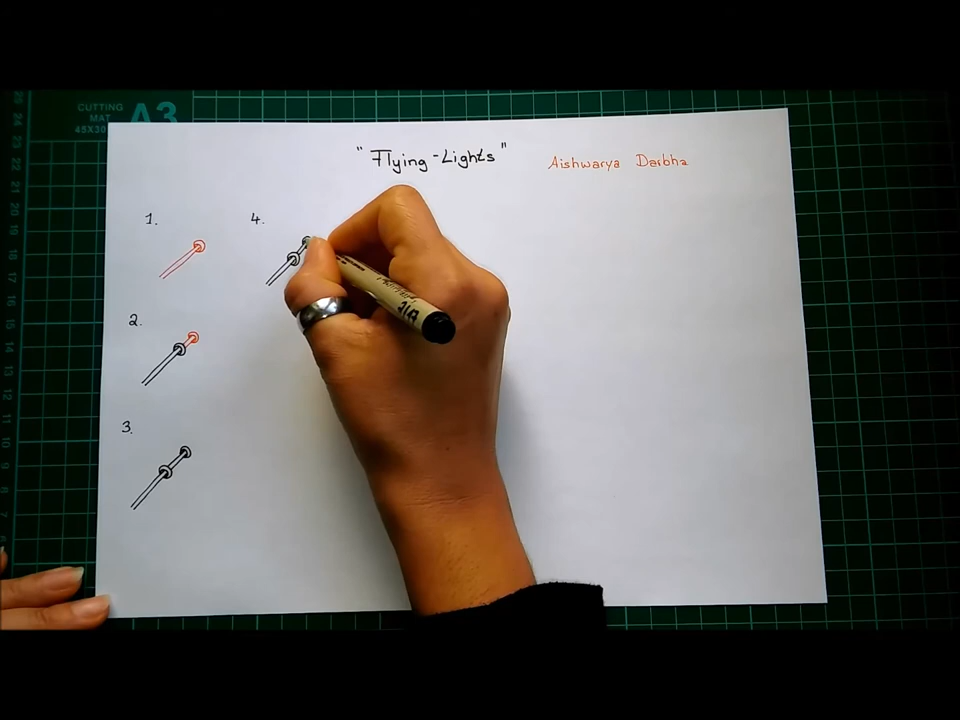 CUTTING
MAT A3
45X30
"Flying-Lights" Aishwarya Darbha
1.
4.
2.
3.